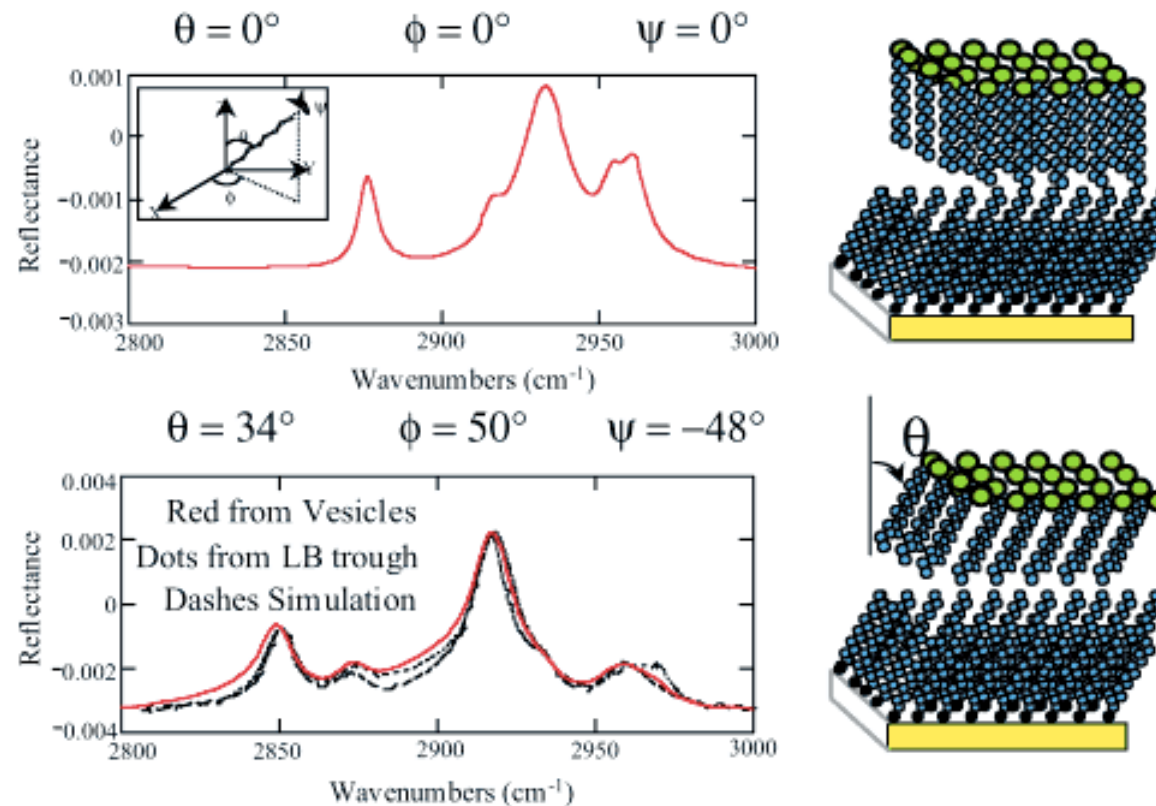 θ = 0° ϕ = 0° ψ = 0°
0.001
0
−0.001
−0.002
−0.003
Reflectance
θ
ψ
Y
X
ϕ
2800 2850 2900 2950 3000
Wavenumbers (cm⁻¹)
θ = 34° ϕ = 50° ψ = −48°
0.004
0.002
0
−0.002
−0.004
Reflectance
Red from Vesicles
Dots from LB trough
Dashes Simulation
2800 2850 2900 2950 3000
Wavenumbers (cm⁻¹)
θ